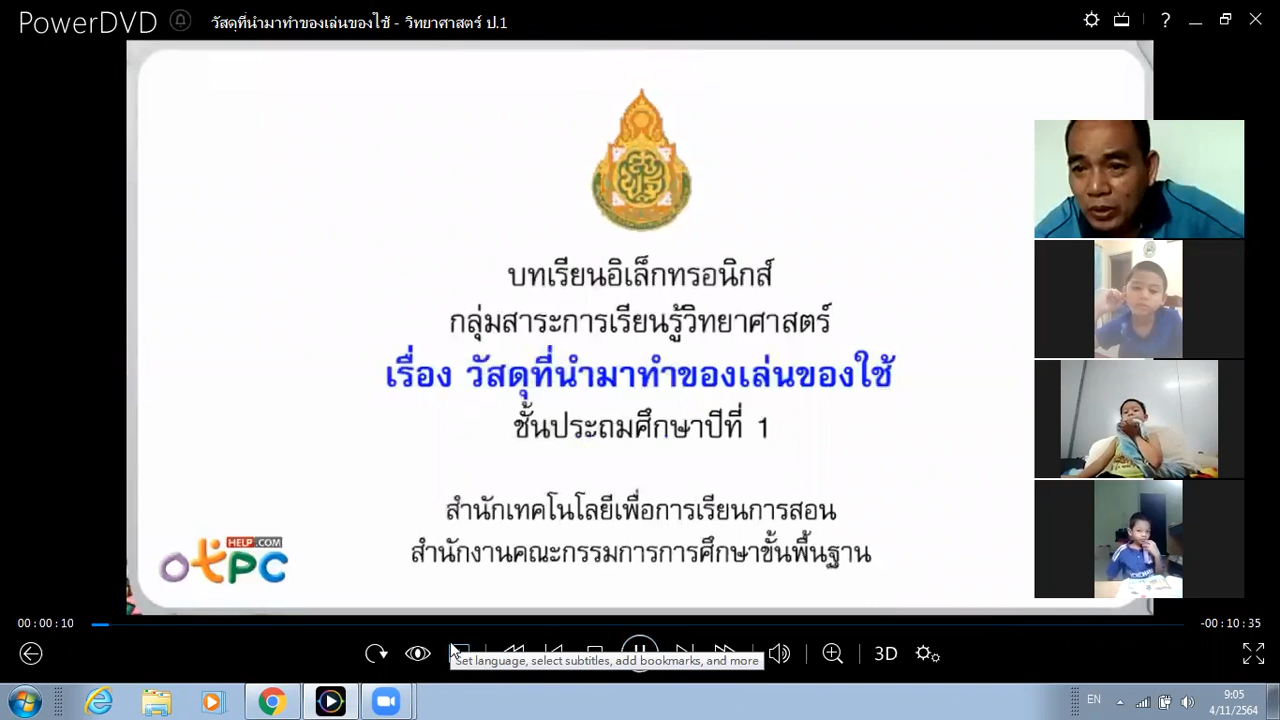 PowerDVD
วัสดุที่นำมาทำของเล่นของใช้ - วิทยาศาสตร์ ป.1
?
บทเรียนอิเล็กทรอนิกส์
กลุ่มสาระการเรียนรู้วิทยาศาสตร์
เรื่อง วัสดุที่นำมาทำของเล่นของใช้
ชั้นประถมศึกษาปีที่ 1
สำนักเทคโนโลยีเพื่อการเรียนการสอน
สำนักงานคณะกรรมการการศึกษาขั้นพื้นฐาน
otpc
HELP.COM
00:00:10
-00:10:35
3D
Set language, select subtitles, add bookmarks, and more
EN
9:05
4/11/2564